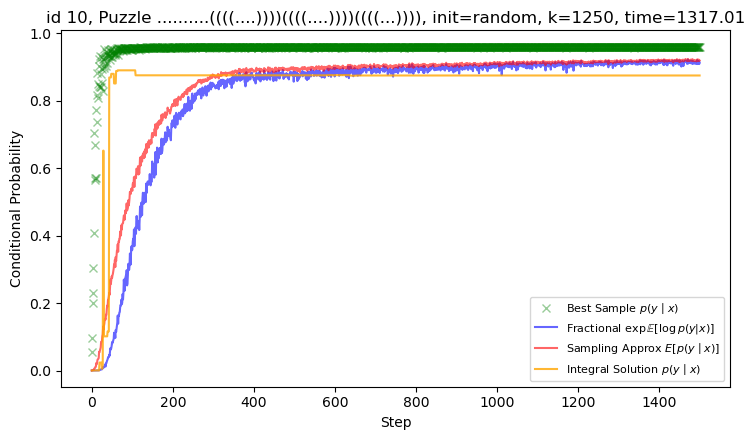 id 10, Puzzle ..........((((....))))((((....))))((((...)))), init=random, k=1250, time=1317.01
Conditional Probability
1.0
0.8
0.6
0.4
0.2
0.0
Best Sample p(y | x)
Fractional exp 𝔼[log p(y|x)]
Sampling Approx E[p(y | x)]
Integral Solution p(y | x)
0 200 400 600 800 1000 1200 1400
Step